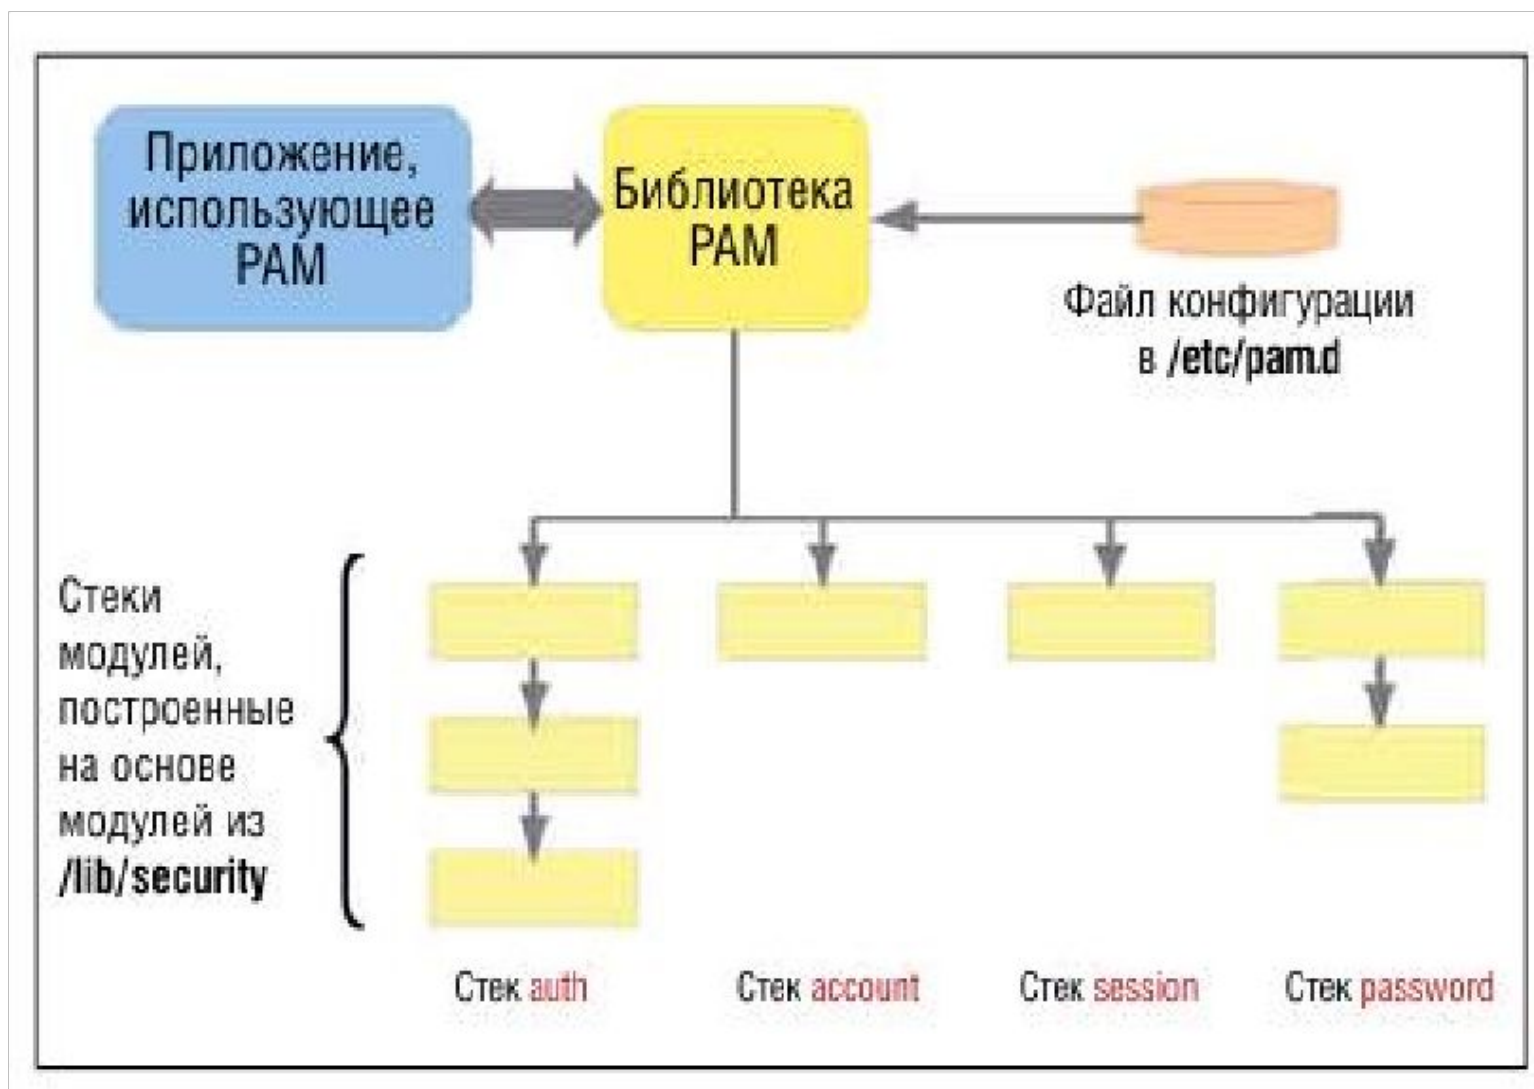 Приложение,
использующее
PAM
Библиотека
PAM
Файл конфигурации
в /etc/pam.d
Стеки
модулей,
построенные
на основе
модулей из
/lib/security
Стек auth
Стек account
Стек session
Стек password